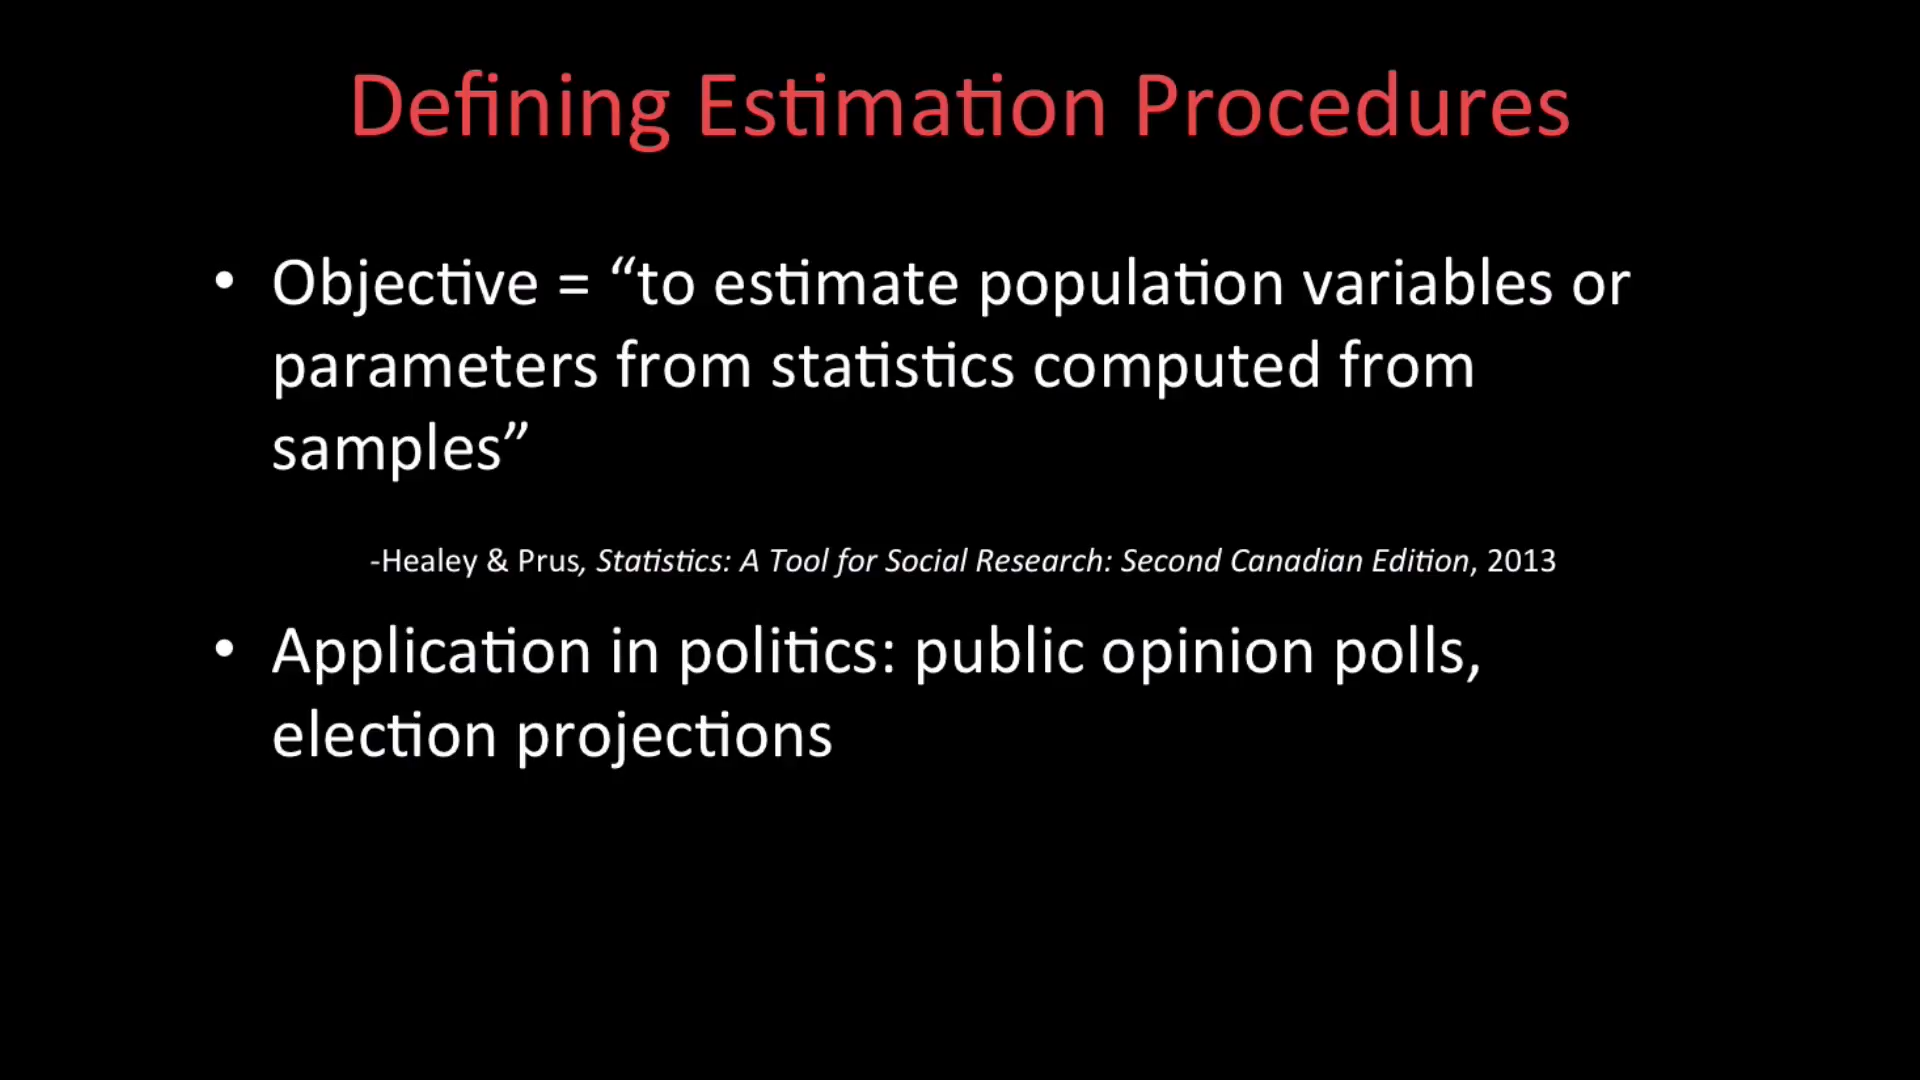 Defining Estimation Procedures
• Objective = “to estimate population variables or
parameters from statistics computed from
samples”
-Healey & Prus, Statistics: A Tool for Social Research: Second Canadian Edition, 2013
• Application in politics: public opinion polls,
election projections